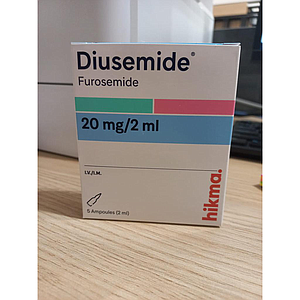 Diusemide®
Furosemide
20 mg/2 ml
I.V./I.M.
5 Ampoules (2 ml)
hikma.